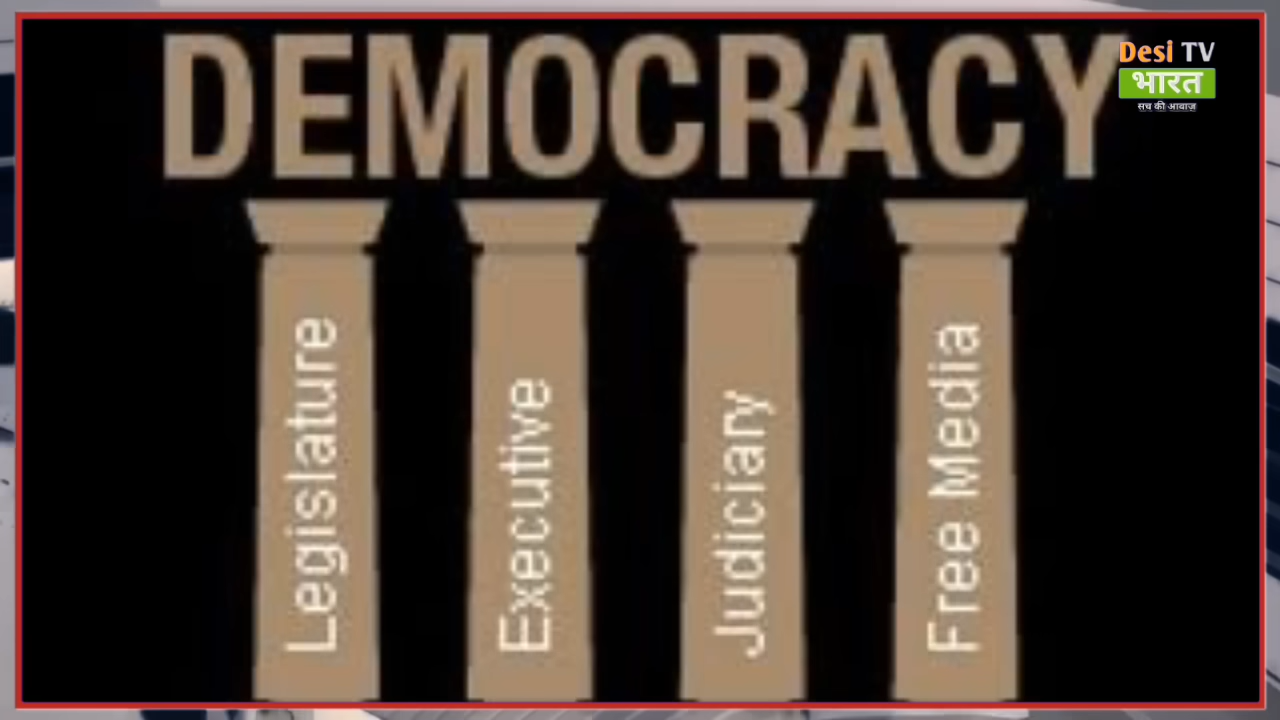 DEMOCRACY
Desi TV
भारत
सच की आवाज़
Legislature
Executive
Judiciary
Free Media